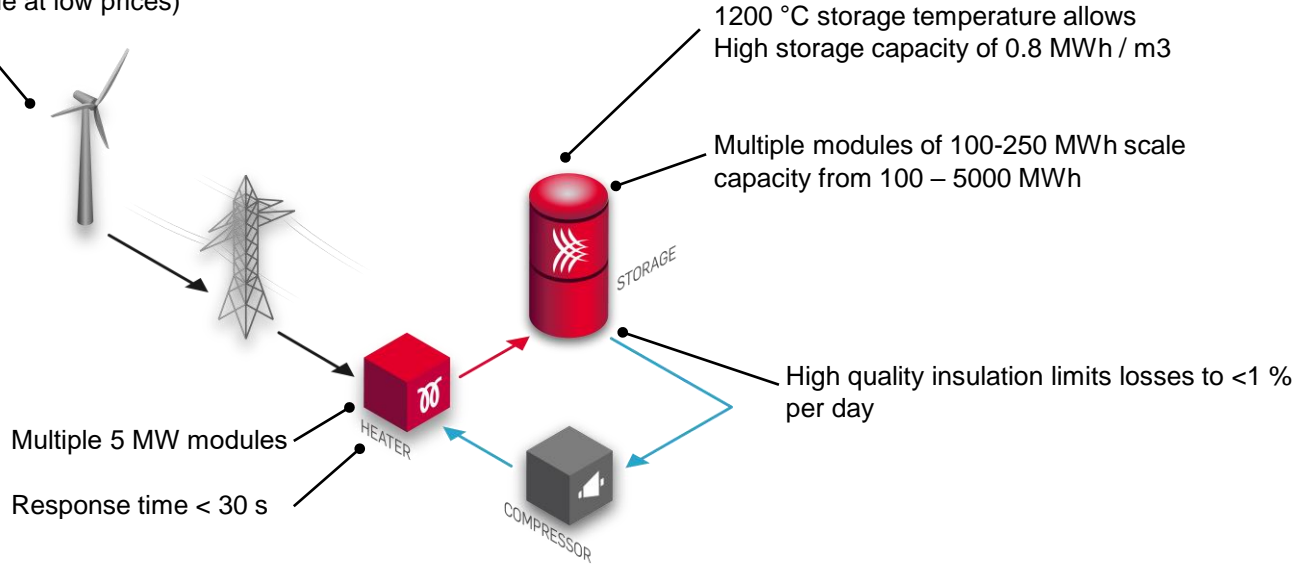 at low prices)
1200 °C storage temperature allows
High storage capacity of 0.8 MWh / m3
Multiple modules of 100-250 MWh scale
capacity from 100 – 5000 MWh
STORAGE
High quality insulation limits losses to <1 %
per day
HEATER
Multiple 5 MW modules
Response time < 30 s
COMPRESSOR